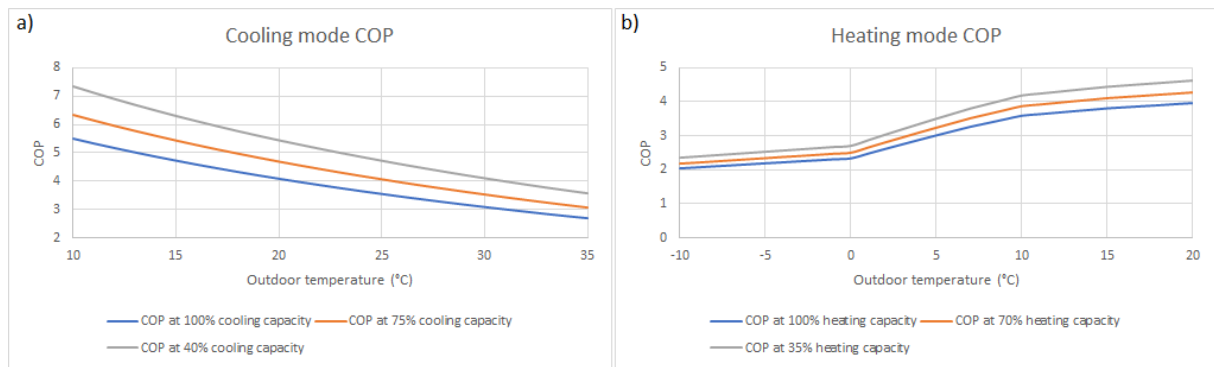 a)
Cooling mode COP
8
7
6
5
4
3
2
COP
10 15 20 25 30 35
Outdoor temperature (°C)
COP at 100% cooling capacity COP at 75% cooling capacity
COP at 40% cooling capacity
b)
Heating mode COP
5
4
3
2
1
0
COP
-10 -5 0 5 10 15 20
Outdoor temperature (°C)
COP at 100% heating capacity COP at 70% heating capacity
COP at 35% heating capacity